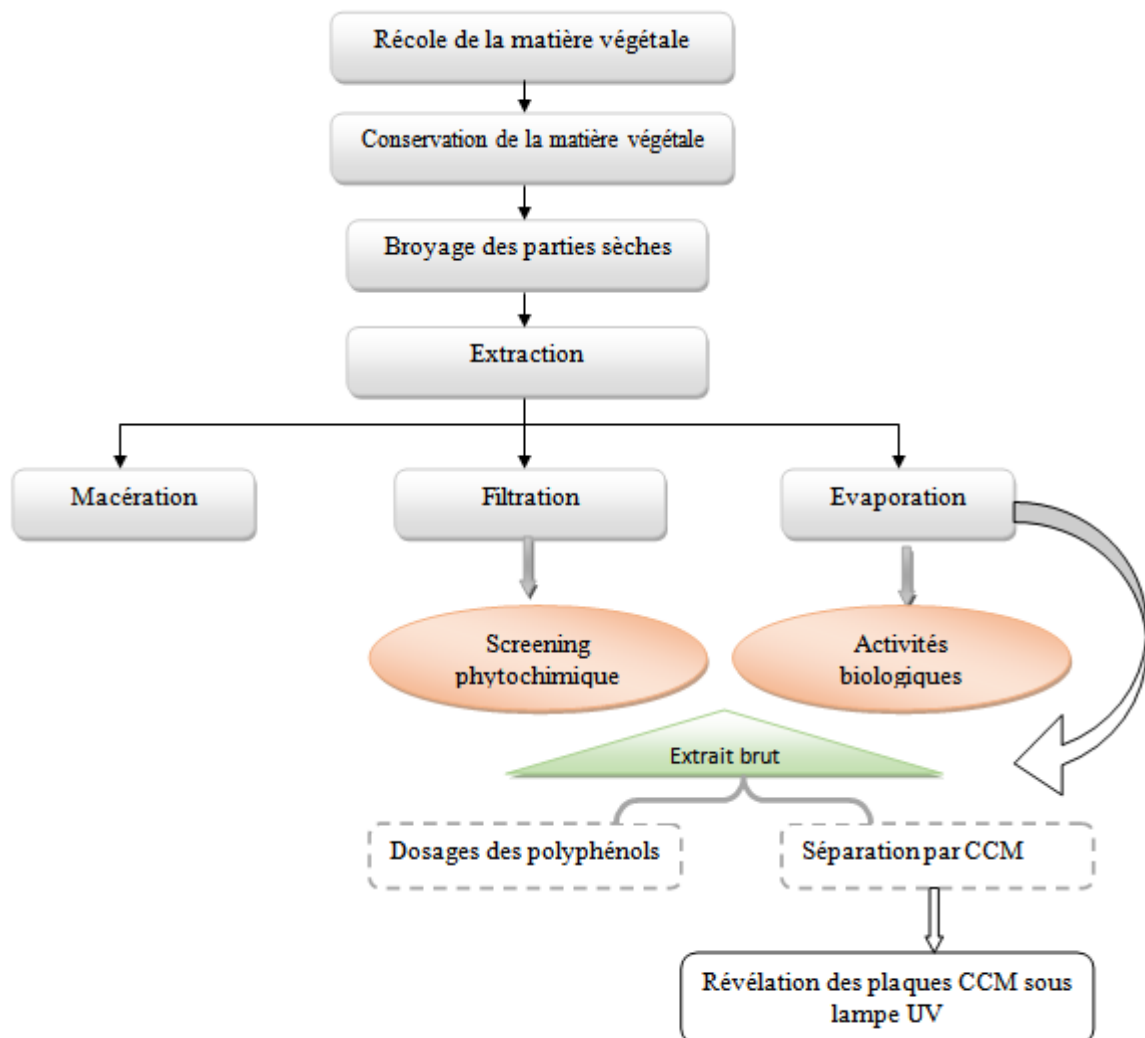 Récole de la matière végétale
Conservation de la matière végétale
Broyage des parties sèches
Extraction
Macération
Filtration
Evaporation
Screening
phytochimique
Activités
biologiques
Extrait brut
Dosages des polyphénols
Séparation par CCM
Révélation des plaques CCM sous
lampe UV